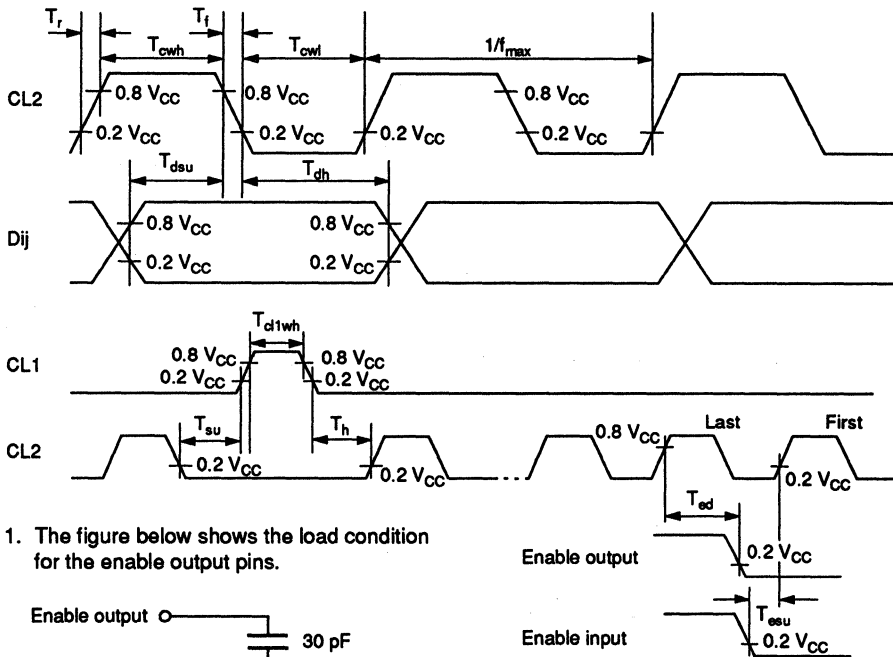 Tr Tf
Tcwh Tcwl 1/fmax
CL2
0.8 VCC 0.8 VCC 0.8 VCC
0.2 VCC 0.2 VCC 0.2 VCC 0.2 VCC
Tdsu Tdh
Dij
0.8 VCC 0.8 VCC
0.2 VCC 0.2 VCC
Tcl1wh
CL1
0.8 VCC 0.8 VCC
0.2 VCC 0.2 VCC
Tsu Th
CL2
0.8 VCC Last First
0.2 VCC 0.2 VCC 0.2 VCC
Ted
1. The figure below shows the load condition
for the enable output pins.
Enable output 0.2 VCC
Tesu
Enable output 30 pF
Enable input 0.2 VCC